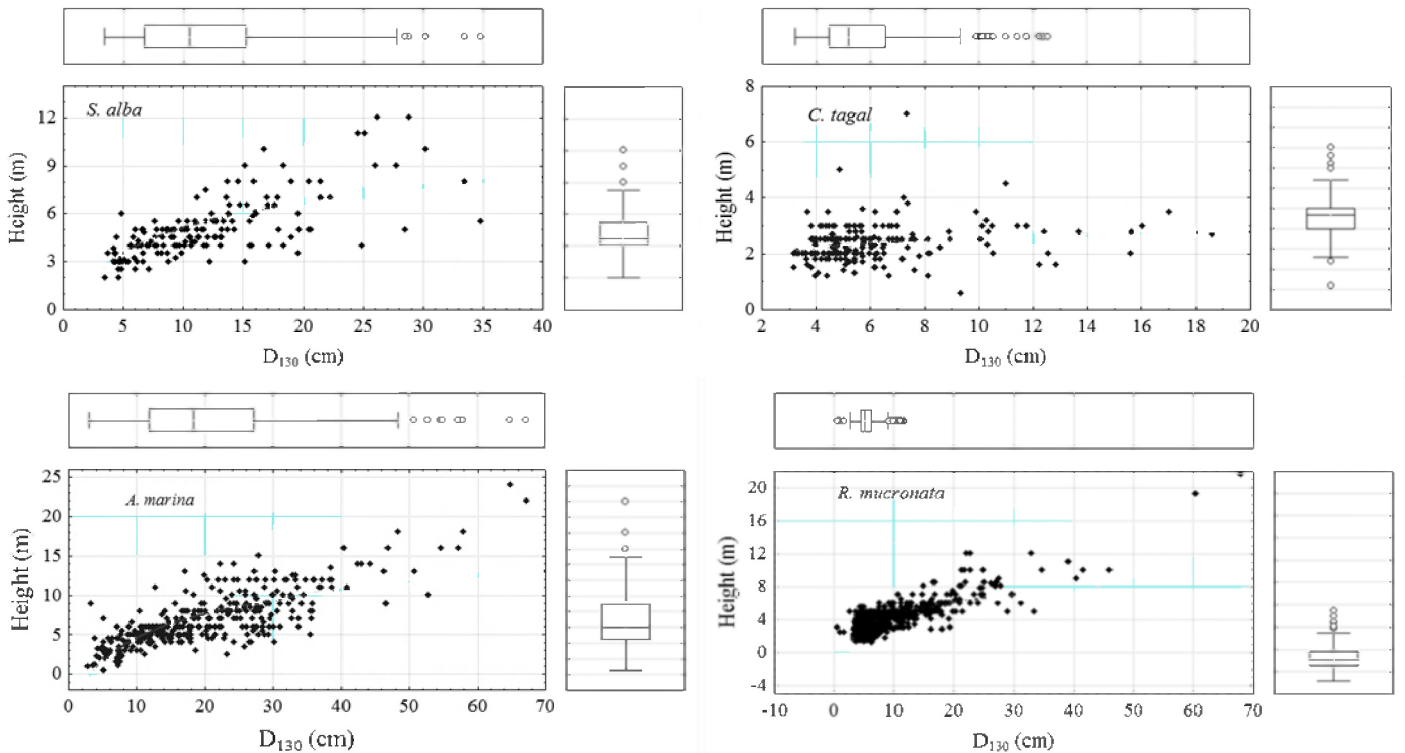 S. alba
Height (m)
12
9
6
3
0
0 5 10 15 20 25 30 35 40
D130 (cm)
C. tagal
Height (m)
8
6
4
2
0
2 4 6 8 10 12 14 16 18 20
D130 (cm)
A. marina
Height (m)
25
20
15
10
5
0
0 10 20 30 40 50 60 70
D130 (cm)
R. mucronata
Height (m)
20
16
12
8
4
0
-4
-10 0 10 20 30 40 50 60 70
D130 (cm)